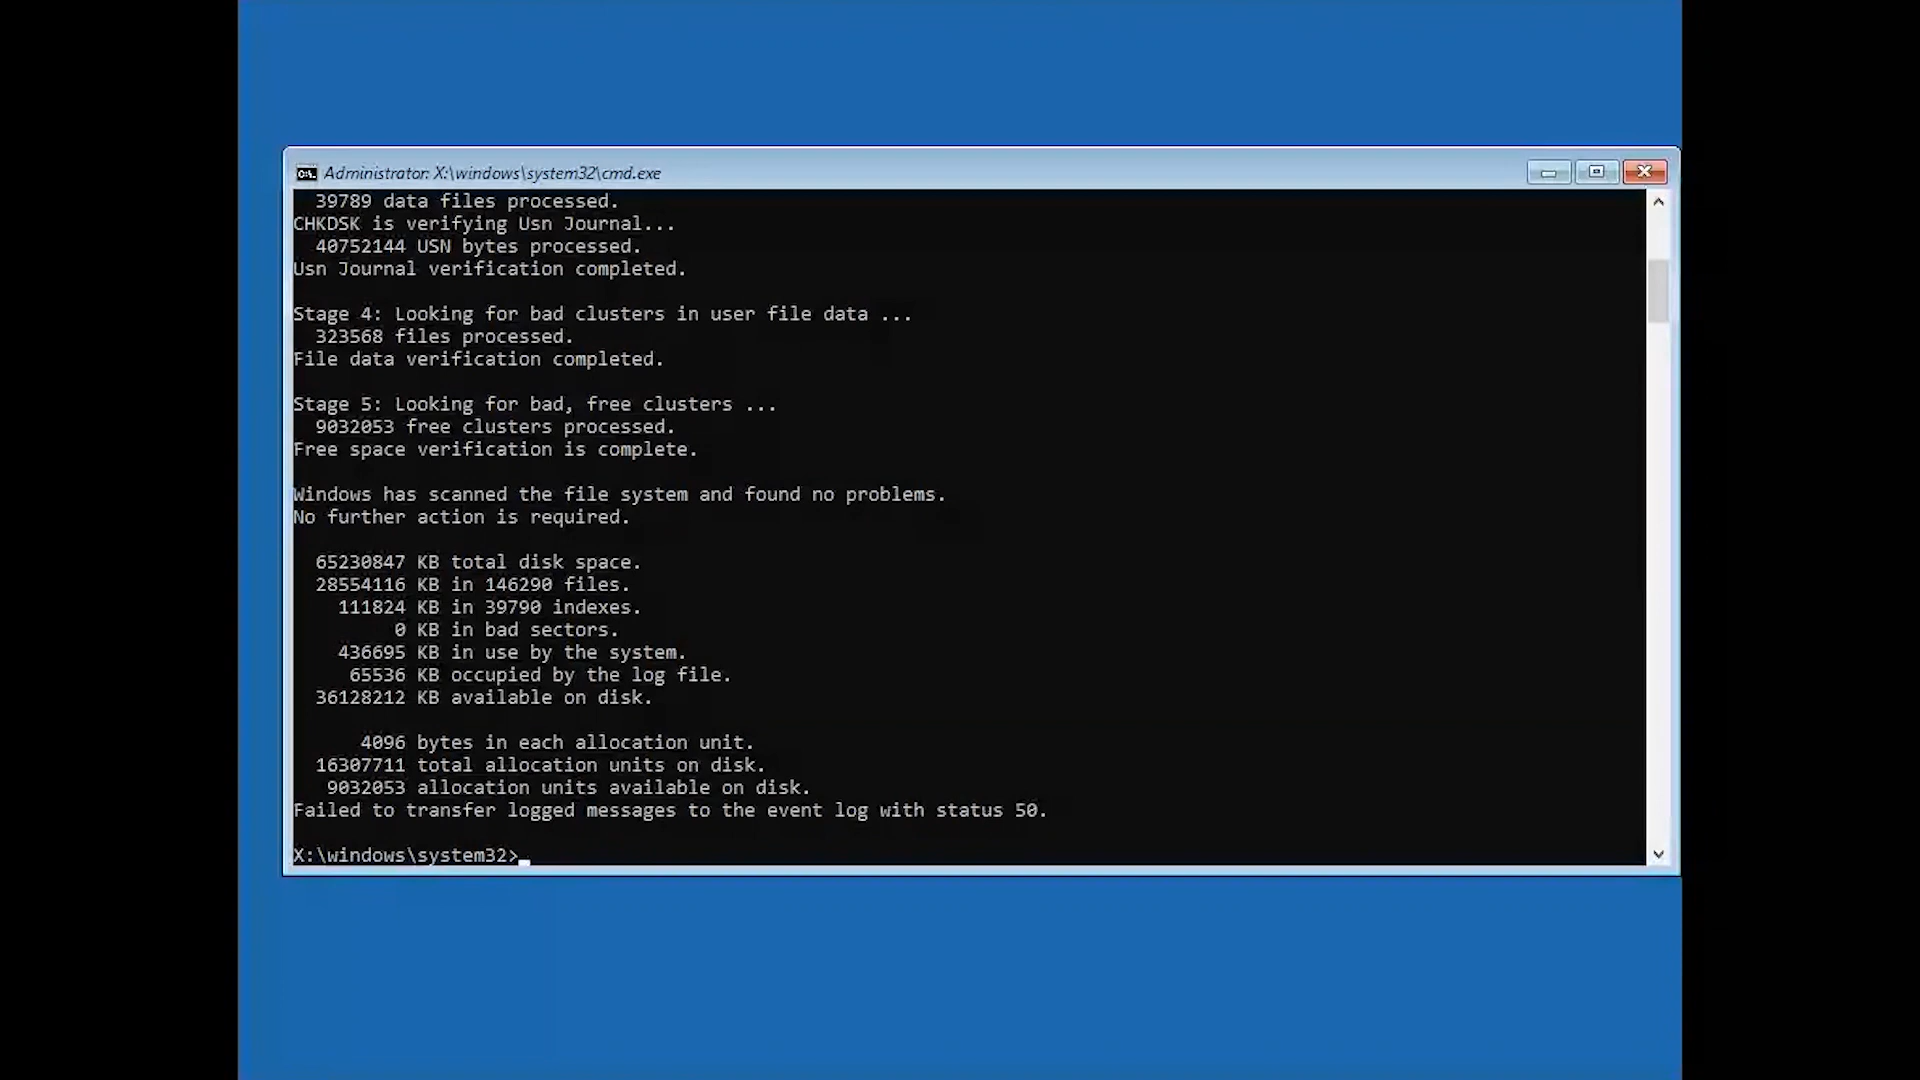 Administrator: X:\windows\system32\cmd.exe
39789 data files processed.
CHKDSK is verifying Usn Journal...
40752144 USN bytes processed.
Usn Journal verification completed.
Stage 4: Looking for bad clusters in user file data ...
323568 files processed.
File data verification completed.
Stage 5: Looking for bad, free clusters ...
9032053 free clusters processed.
Free space verification is complete.
Windows has scanned the file system and found no problems.
No further action is required.
65230847 KB total disk space.
28554116 KB in 146290 files.
111824 KB in 39790 indexes.
0 KB in bad sectors.
436695 KB in use by the system.
65536 KB occupied by the log file.
36128212 KB available on disk.
4096 bytes in each allocation unit.
16307711 total allocation units on disk.
9032053 allocation units available on disk.
Failed to transfer logged messages to the event log with status 50.
X:\windows\system32>